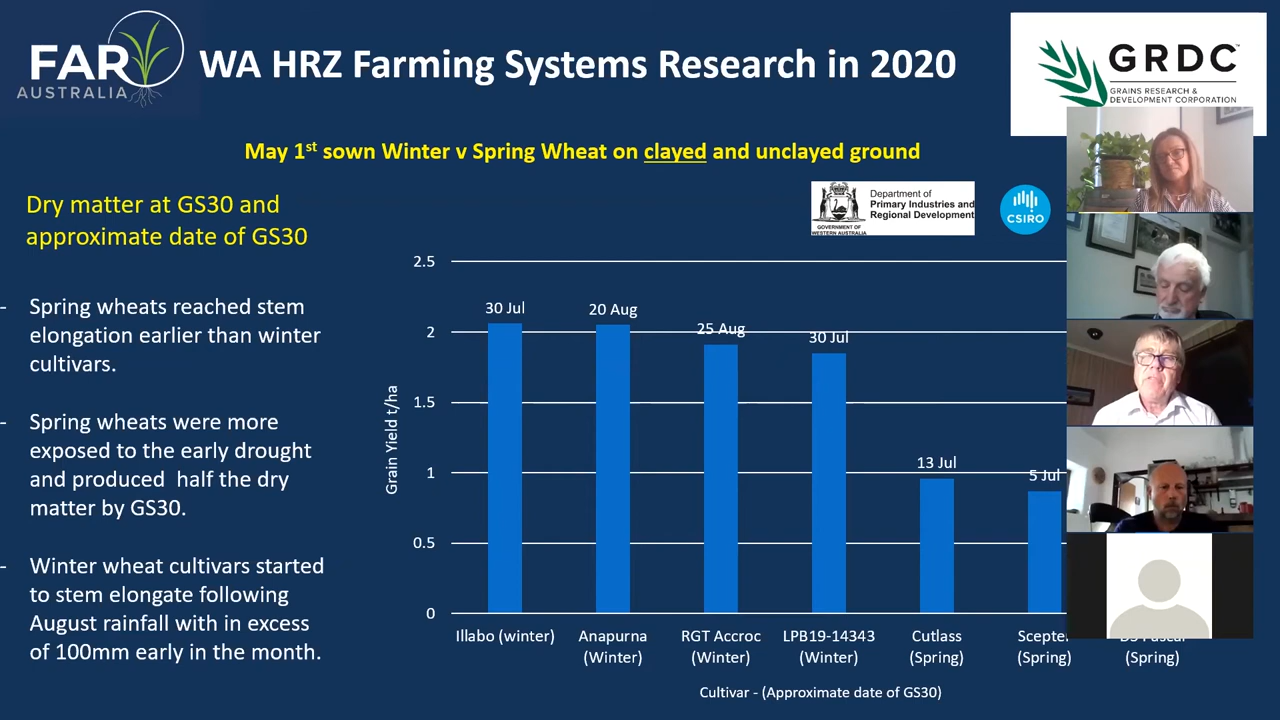 FAR
AUSTRALIA
WA HRZ Farming Systems Research in 2020
GRDC™
GRAINS RESEARCH &
DEVELOPMENT CORPORATION
May 1st sown Winter v Spring Wheat on clayed and unclayed ground
Dry matter at GS30 and
approximate date of GS30
- Spring wheats reached stem
elongation earlier than winter
cultivars.
- Spring wheats were more
exposed to the early drought
and produced half the dry
matter by GS30.
- Winter wheat cultivars started
to stem elongate following
August rainfall with in excess
of 100mm early in the month.
GOVERNMENT OF
WESTERN AUSTRALIA
Department of
Primary Industries and
Regional Development
CSIRO
Grain Yield t/ha
2.5
2
1.5
1
0.5
0
30 Jul
20 Aug
25 Aug
30 Jul
13 Jul
5 Jul
Illabo (winter)
Anapurna
(Winter)
RGT Accroc
(Winter)
LPB19-14343
(Winter)
Cutlass
(Spring)
Scepter
(Spring)
(Spring)
Cultivar - (Approximate date of GS30)